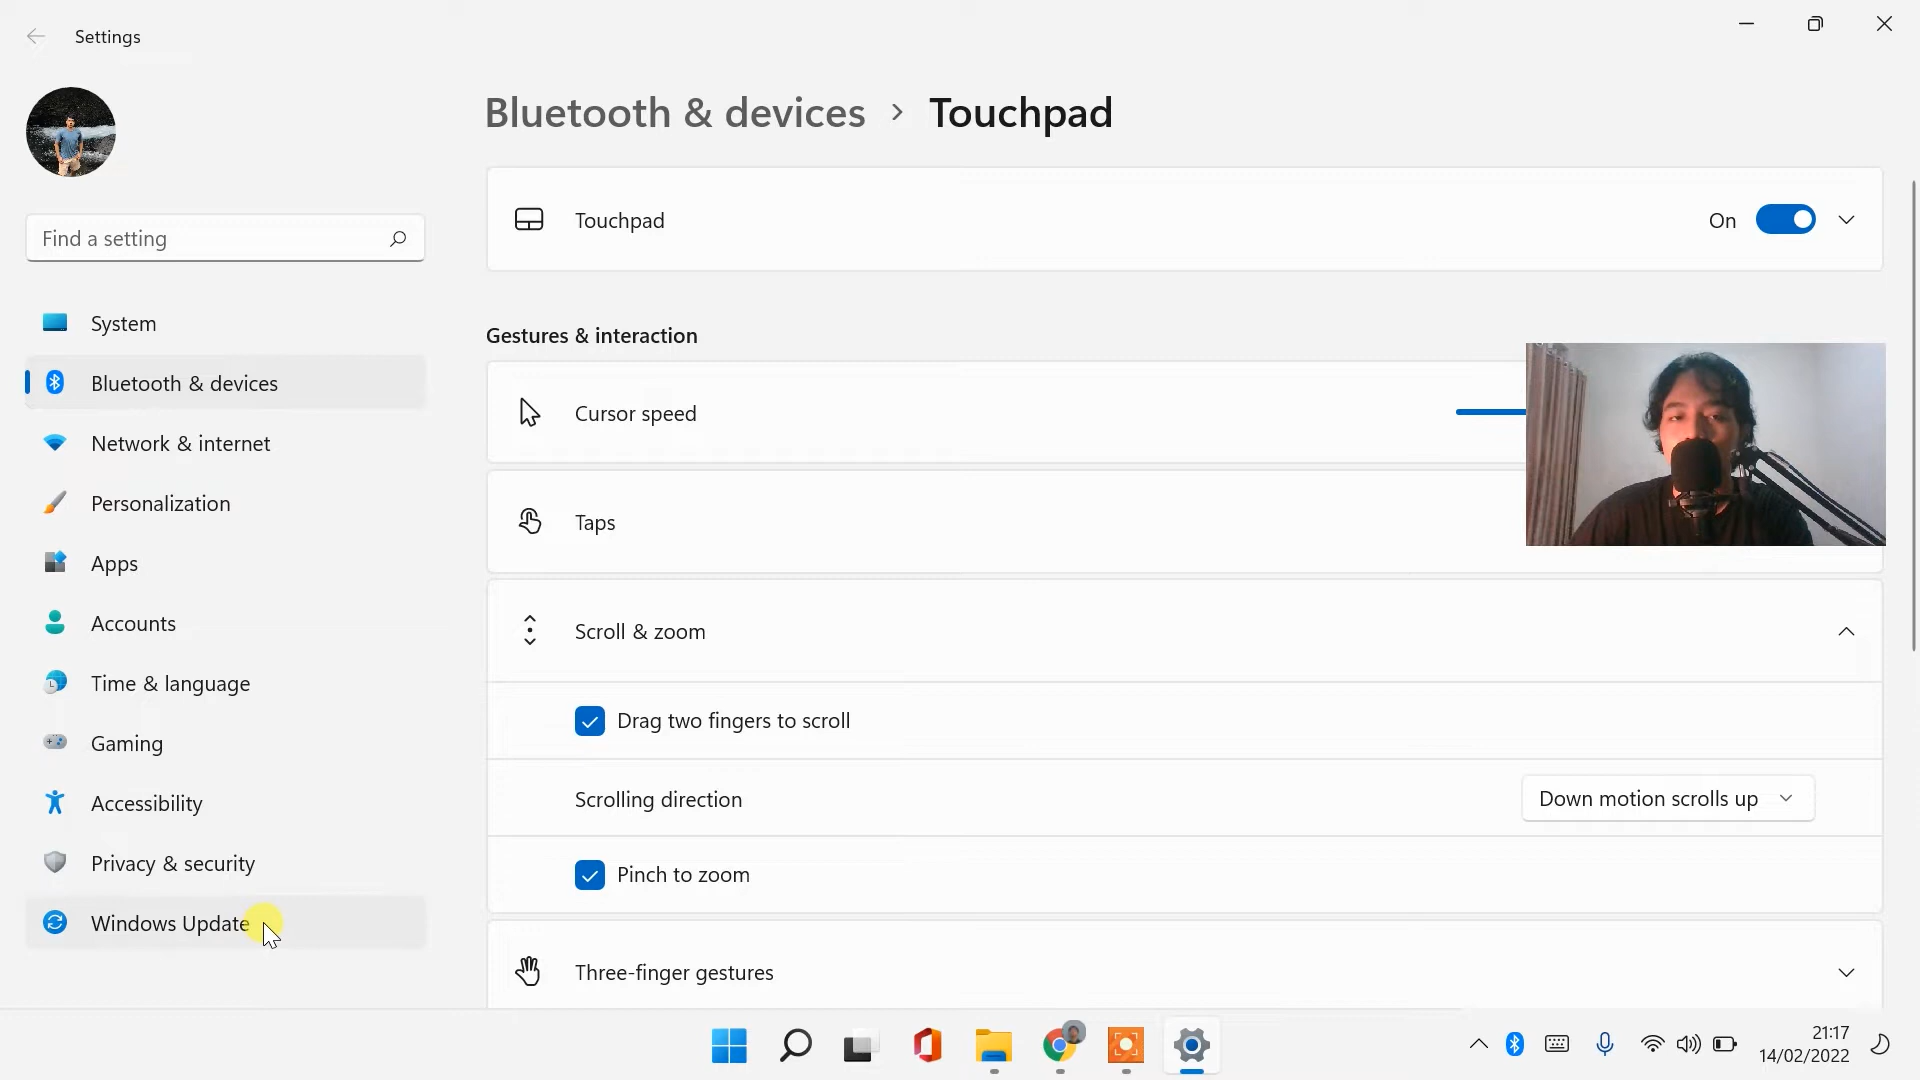 Settings
Bluetooth & devices > Touchpad
Find a setting
System
Bluetooth & devices
Network & internet
Personalization
Apps
Accounts
Time & language
Gaming
Accessibility
Privacy & security
Windows Update
Touchpad
On
Gestures & interaction
Cursor speed
Taps
Scroll & zoom
Drag two fingers to scroll
Scrolling direction
Down motion scrolls up
Pinch to zoom
Three-finger gestures
21:17
14/02/2022